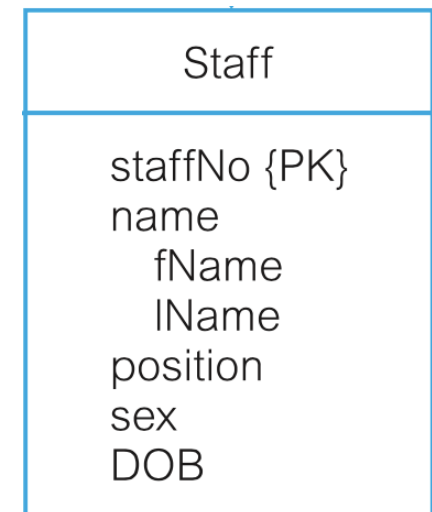 Staff
staffNo {PK}
name
fName
lName
position
sex
DOB